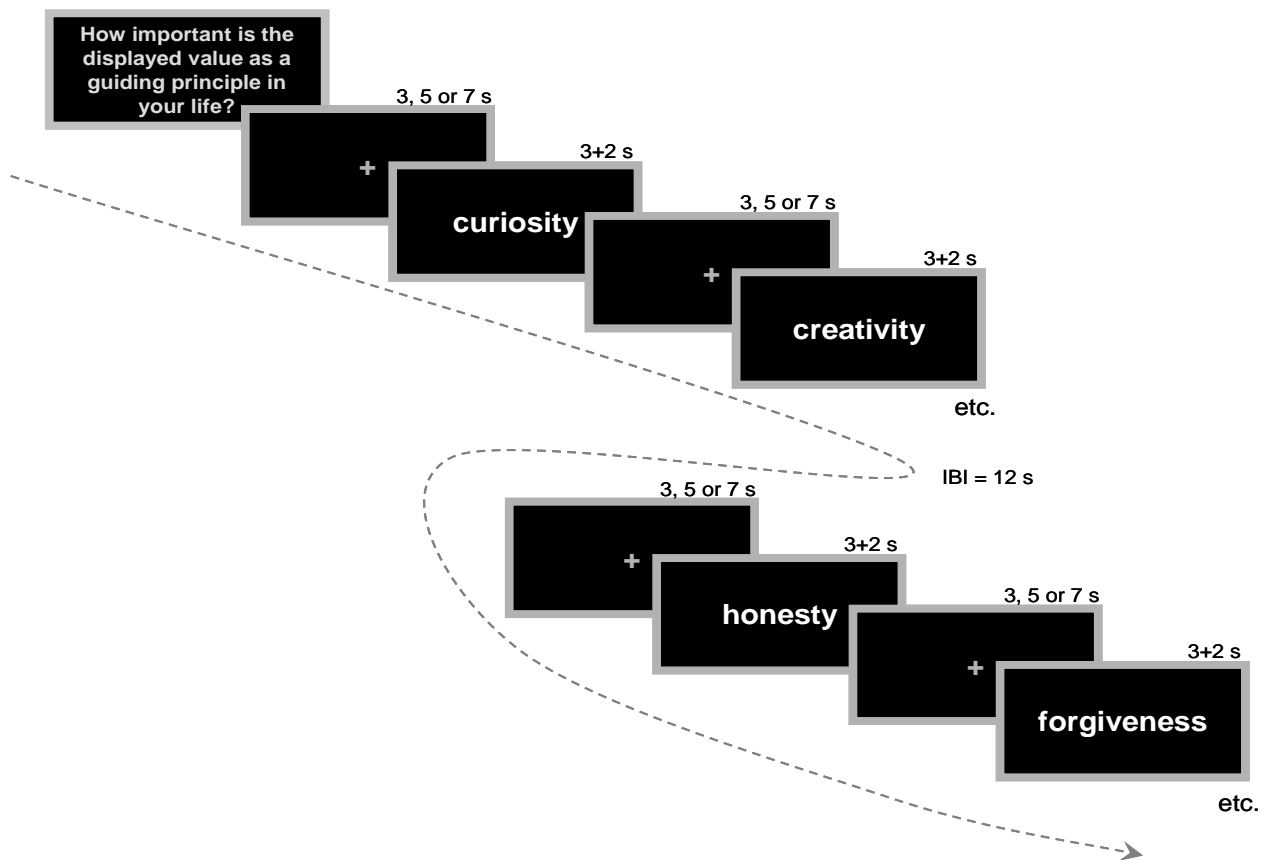 How important is the
displayed value as a
guiding principle in
your life?
3, 5 or 7 s
+
3+2 s
curiosity
3, 5 or 7 s
+
3+2 s
creativity
etc.
IBI = 12 s
3, 5 or 7 s
+
3+2 s
honesty
3, 5 or 7 s
+
3+2 s
forgiveness
etc.